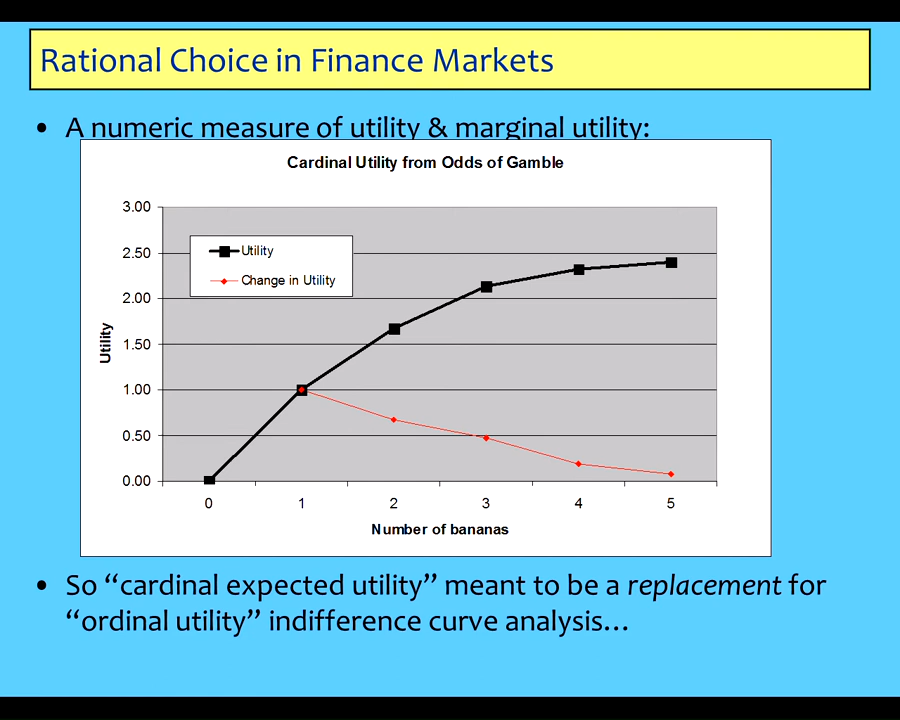 Rational Choice in Finance Markets
• A numeric measure of utility & marginal utility:
Cardinal Utility from Odds of Gamble
3.00
2.50
2.00
1.50
1.00
0.50
0.00
Utility
Utility
Change in Utility
0 1 2 3 4 5
Number of bananas
• So “cardinal expected utility” meant to be a replacement for
“ordinal utility” indifference curve analysis…